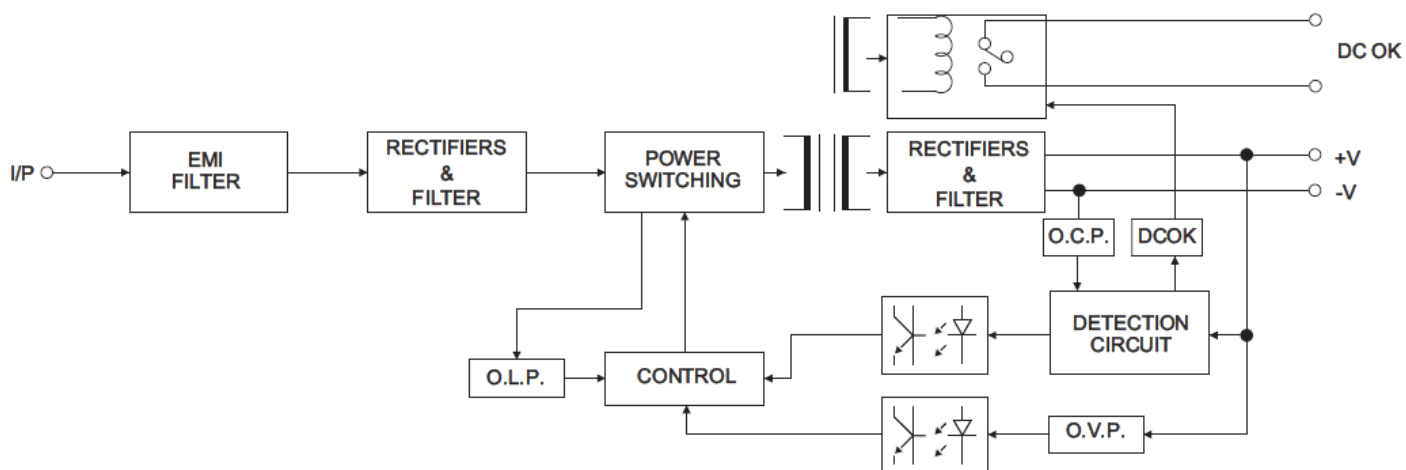 DC OK
I/P
EMI
FILTER
RECTIFIERS
&
FILTER
POWER
SWITCHING
RECTIFIERS
&
FILTER
+V
-V
O.C.P.
DCOK
DETECTION
CIRCUIT
O.L.P.
CONTROL
O.V.P.